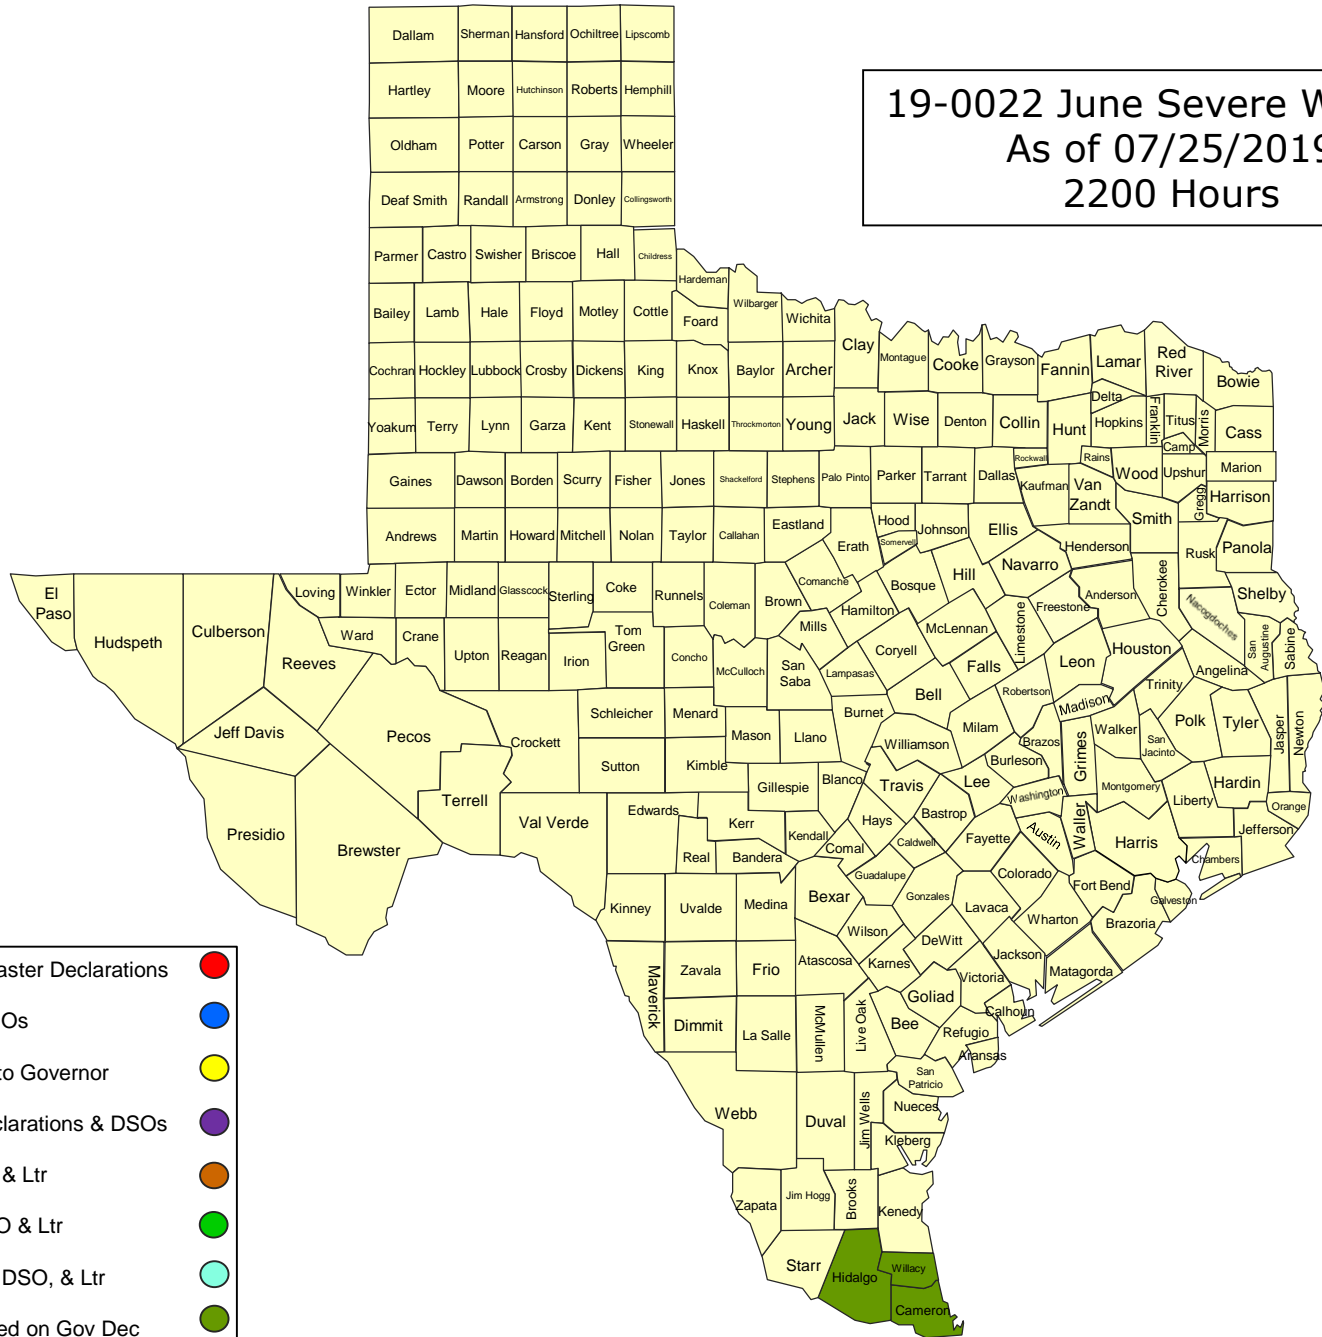 Dallam Sherman Hansford Ochiltree Lipscomb
Hartley Moore Hutchinson Roberts Hemphill
19-0022 June Severe W
As of 07/25/2019
2200 Hours
Oldham Potter Carson Gray Wheeler
Deaf Smith Randall Armstrong Donley Collingsworth
Parmer Castro Swisher Briscoe Hall Childress
Hardeman
Bailey Lamb Hale Floyd Motley Cottle Foard Wilbarger Wichita
Clay Montague Cooke Grayson Fannin Lamar Red River Bowie
Cochran Hockley Lubbock Crosby Dickens King Knox Baylor Archer
Delta
Yoakum Terry Lynn Garza Kent Stonewall Haskell Throckmorton Young Jack Wise Denton Collin Hunt Hopkins Franklin Titus Morris Cass
Camp
Gaines Dawson Borden Scurry Fisher Jones Shackelford Stephens Palo Pinto Parker Tarrant Dallas Rockwall Kaufman Rains Van Zandt Wood Upshur Marion
Gregg Harrison
Andrews Martin Howard Mitchell Nolan Taylor Callahan Eastland Erath Hood Somervell Johnson Ellis Henderson Smith Rusk Panola
El Paso Hudspeth Culberson Loving Winkler Ector Midland Glasscock Sterling Coke Runnels Coleman Brown Comanche Hamilton Bosque Hill Navarro Freestone Anderson Cherokee Nacogdoches Shelby
Reeves Ward Crane Upton Reagan Irion Tom Green Concho McCulloch San Saba Mills Lampasas Coryell McLennan Limestone Falls Leon Houston Angelina San Augustine Sabine
Jeff Davis Pecos Crockett Schleicher Menard Mason Llano Burnet Bell Milam Robertson Madison Trinity Walker San Jacinto Polk Tyler Jasper Newton
Sutton Kimble Gillespie Blanco Williamson Travis Lee Burleson Brazos Grimes Montgomery Liberty Hardin Orange
Presidio Brewster Terrell Val Verde Edwards Kerr Kendall Hays Bastrop Washington Waller Harris Jefferson
Real Bandera Comal Caldwell Fayette Austin Chambers
Kinney Uvalde Medina Bexar Guadalupe Gonzales Lavaca Colorado Fort Bend Galveston
Wilson DeWitt Wharton Brazoria
Maverick Zavala Frio Atascosa Karnes Victoria Jackson Matagorda
Dimmit La Salle McMullen Live Oak Bee Goliad Refugio Calhoun
Aransas
San Patricio
Webb Duval Jim Wells Nueces
Kleberg
Zapata Jim Hogg Brooks Kenedy
Starr Hidalgo Willacy
Cameron
aster Declarations
Os
to Governor
clarations & DSOs
& Ltr
O & Ltr
DSO, & Ltr
ed on Gov Dec